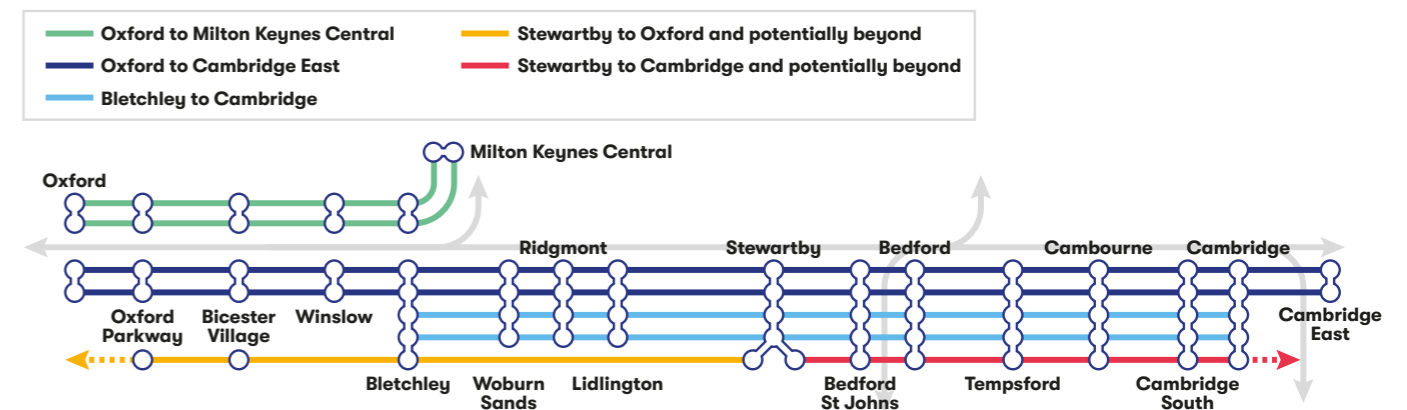 Oxford to Milton Keynes Central
Oxford to Cambridge East
Bletchley to Cambridge
Stewartby to Oxford and potentially beyond
Stewartby to Cambridge and potentially beyond
Milton Keynes Central
Oxford
Ridgmont
Stewartby
Bedford
Cambourne
Cambridge
Oxford
Parkway
Bicester
Village
Winslow
Cambridge
East
Bletchley
Woburn
Sands
Lidlington
Bedford
St Johns
Tempsford
Cambridge
South